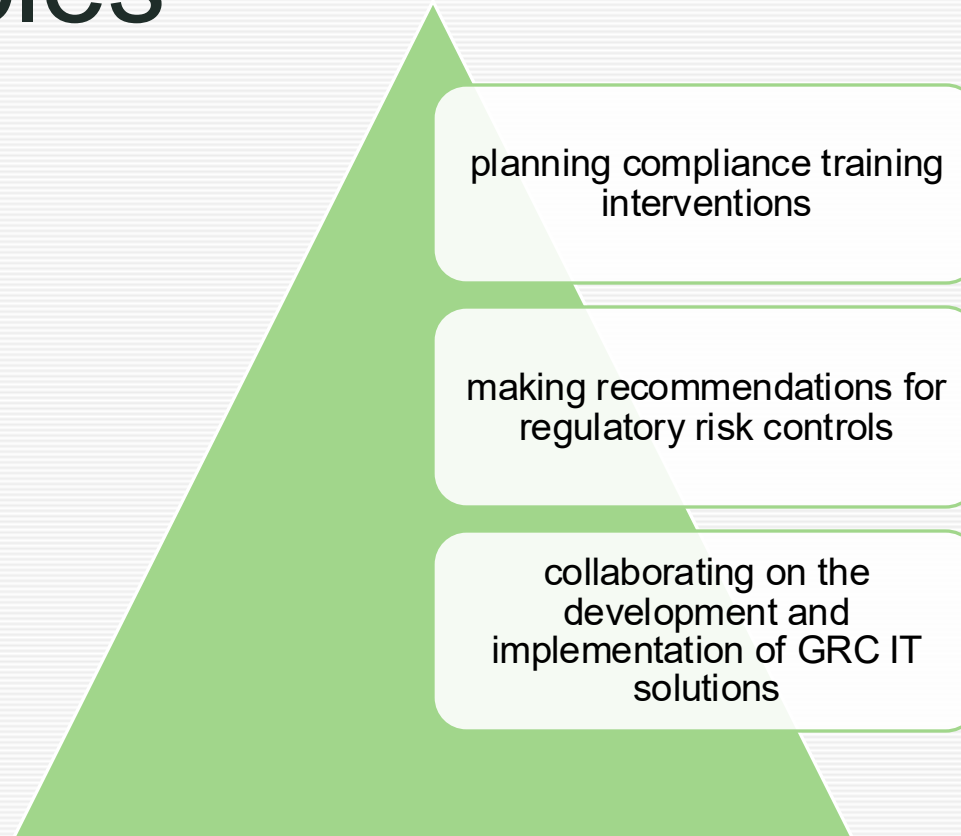 planning compliance training
interventions
making recommendations for
regulatory risk controls
collaborating on the
development and
implementation of GRC IT
solutions